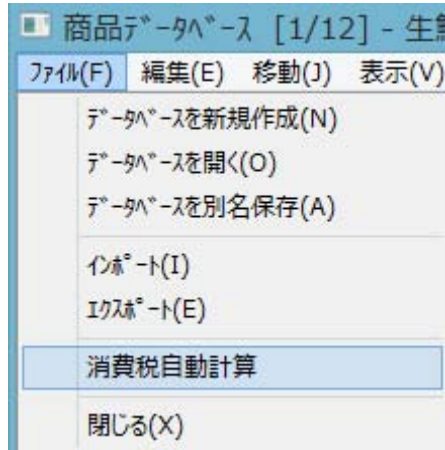 商品ﾃﾞｰﾀﾍﾞｰｽ [1/12] - 生
ﾌｧｲﾙ(F) 編集(E) 移動(J) 表示(V)
ﾃﾞｰﾀﾍﾞｰｽを新規作成(N)
ﾃﾞｰﾀﾍﾞｰｽを開く(O)
ﾃﾞｰﾀﾍﾞｰｽを別名保存(A)
ｲﾝﾎﾟｰﾄ(I)
ｴｸｽﾎﾟｰﾄ(E)
消費税自動計算
閉じる(X)